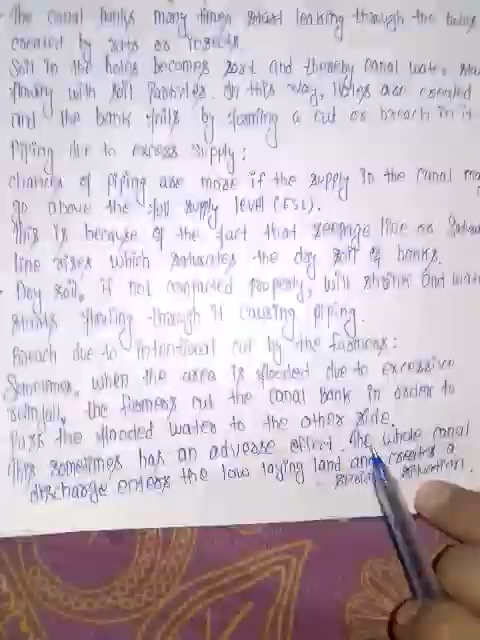 The canal banks many times start leaking through the holes
created by rats or insects
Soil in the holes becomes soft and thereby canal water
flowing with soil particles. In this way, holes are created
and the bank fails by forming a cut or breach in it
Piping due to excess supply:
chances of piping are more if the supply in the canal
go above the full supply level (FSL).
This is because of the fact that seepage line or
line rises which saturates the dry soil of banks.
Dry soil, if not compacted properly, will shrink and water
starts flowing through it causing piping.
Breach due to intentional cut by the farmers:
Sometimes, when the area is flooded due to excessive
rainfall, the farmers cut the canal bank in order to
Pass the flooded water to the other side.
This sometimes has an adverse effect. The whole canal
discharge enters the low laying land and creates a
situation.